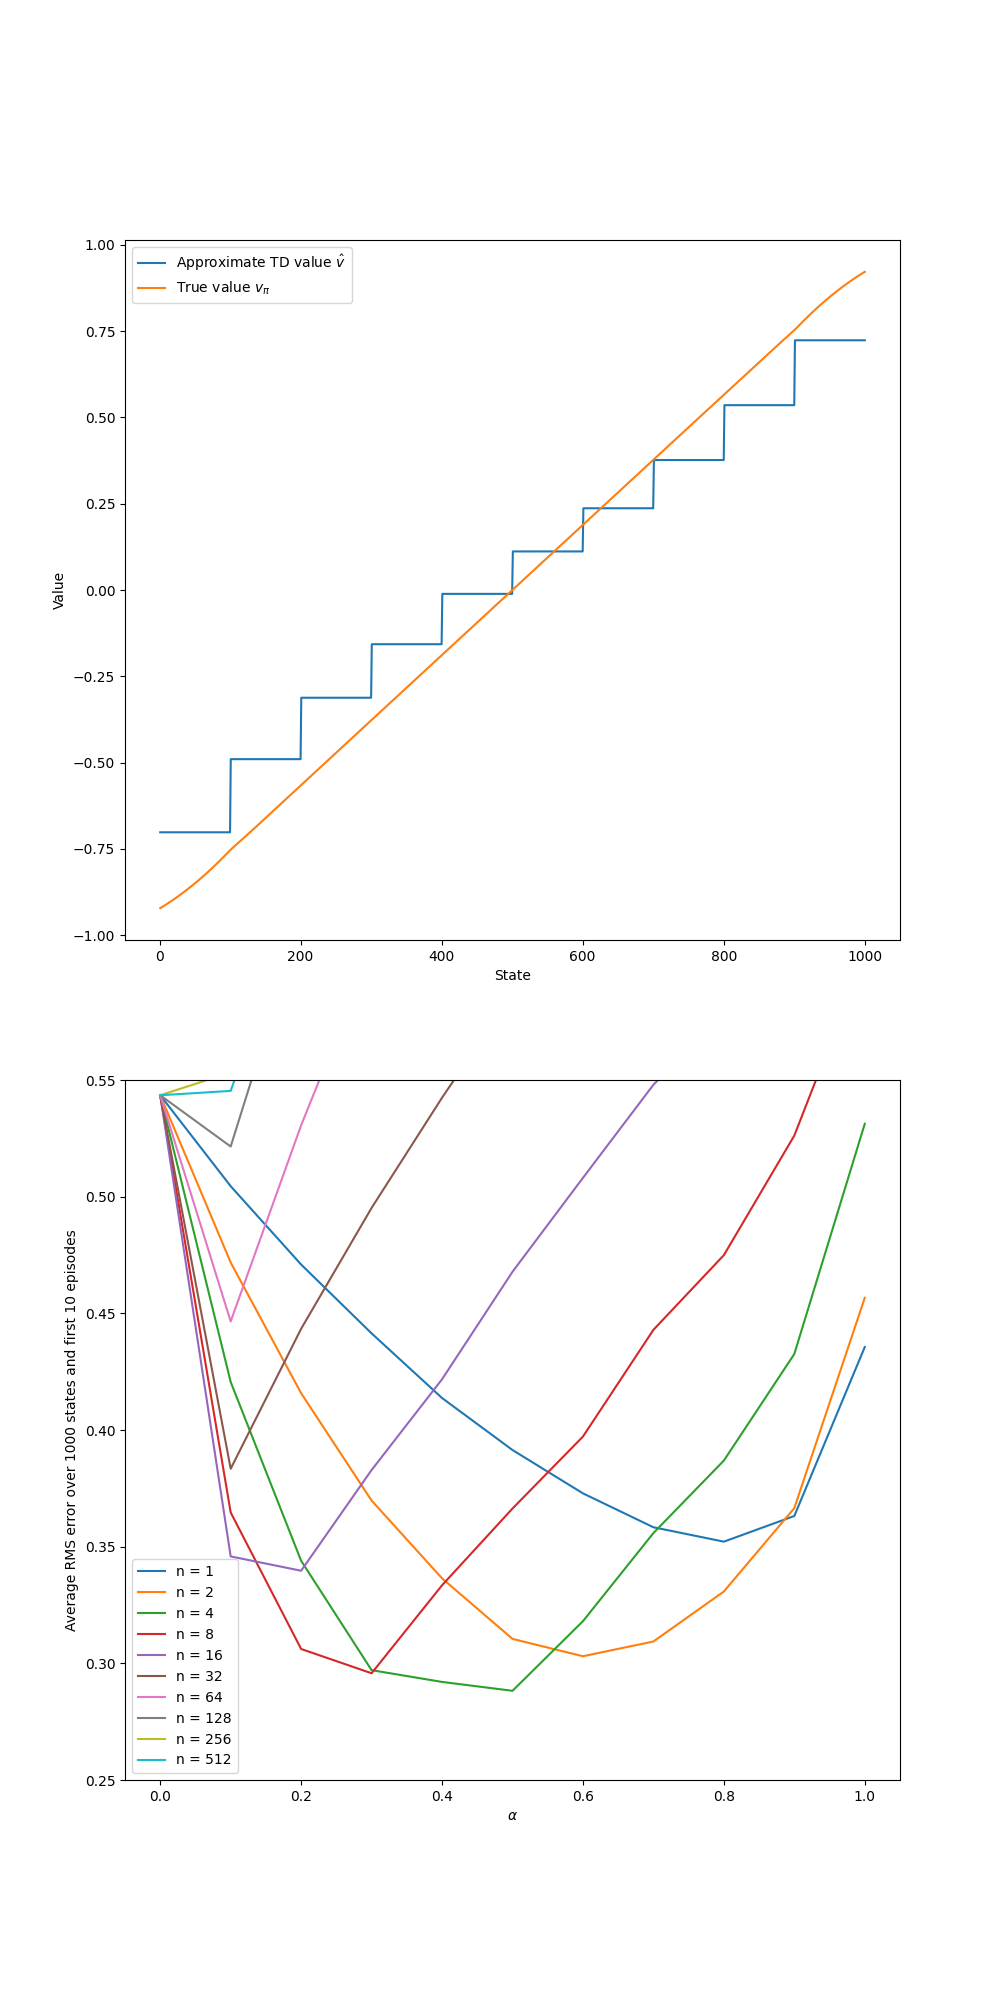 Approximate TD value v̂
True value vπ
1.00
0.75
0.50
0.25
0.00
−0.25
−0.50
−0.75
−1.00
Value
0 200 400 600 800 1000
State
0.55
0.50
0.45
0.40
0.35
0.30
0.25
Average RMS error over 1000 states and first 10 episodes
n = 1
n = 2
n = 4
n = 8
n = 16
n = 32
n = 64
n = 128
n = 256
n = 512
0.0 0.2 0.4 0.6 0.8 1.0
α